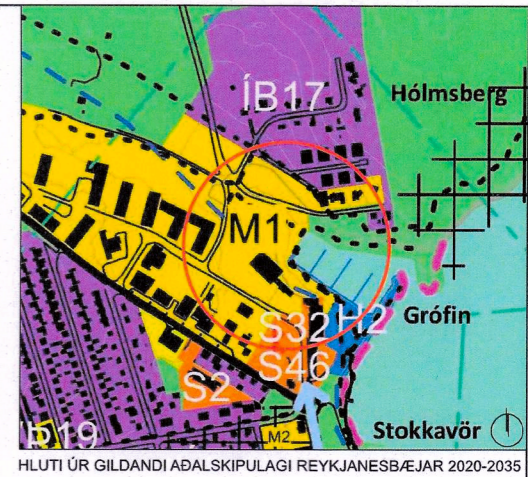 ÍB17
Hólmsberg
M1
S32 H2
Grófin
S46
S2
Stokkavör
M2
HLUTI ÚR GILDANDI AÐALSKIPULAGI REYKJANESBÆJAR 2020-2035